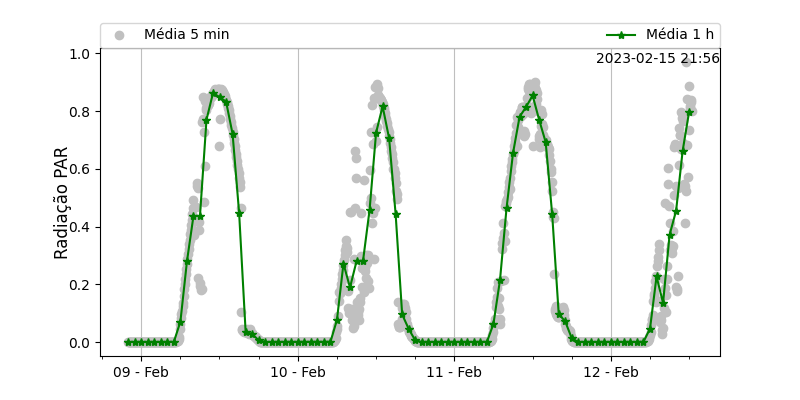 Média 5 min
Média 1 h
2023-02-15 21:56
Radiação PAR
1.0
0.8
0.6
0.4
0.2
0.0
09 - Feb
10 - Feb
11 - Feb
12 - Feb